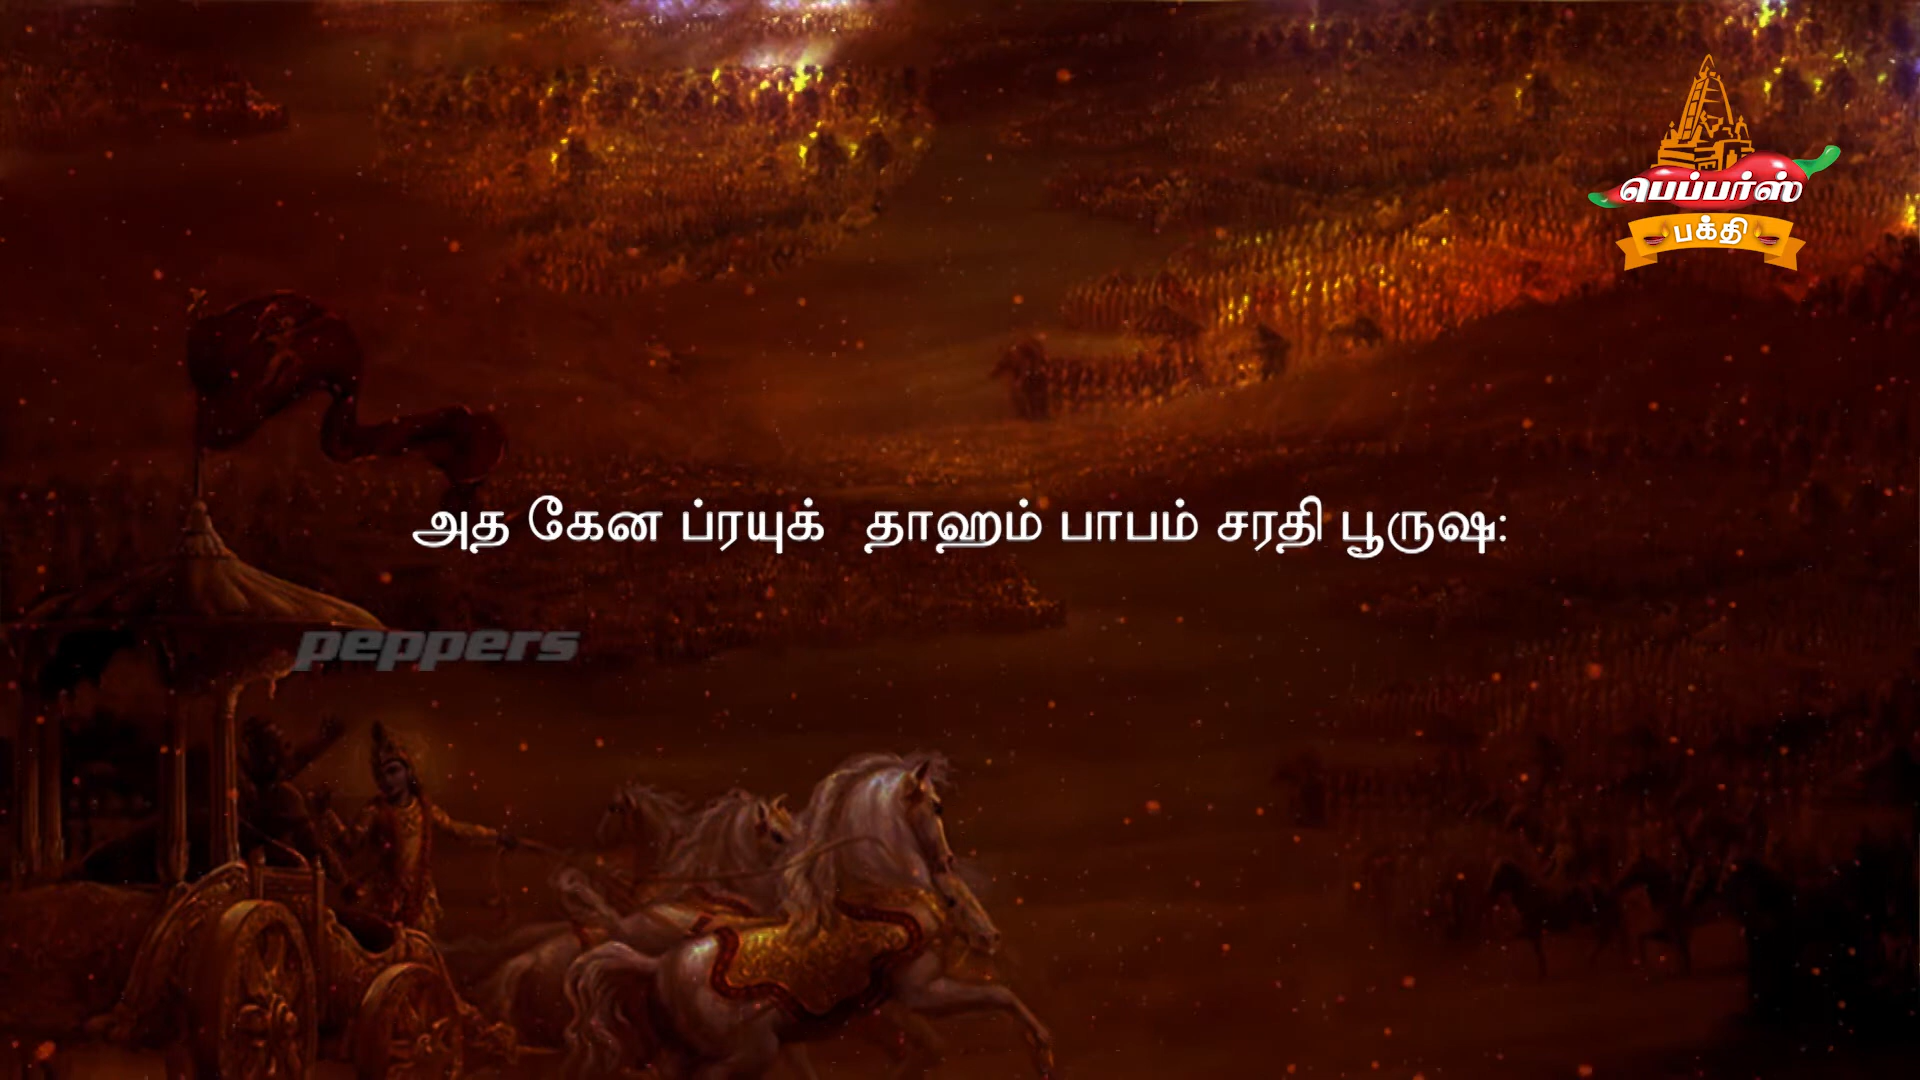 பெப்பர்ஸ்
பக்தி
அத கேன ப்ரயுக் தாஹம் பாபம் சரதி பூருஷ:
peppers